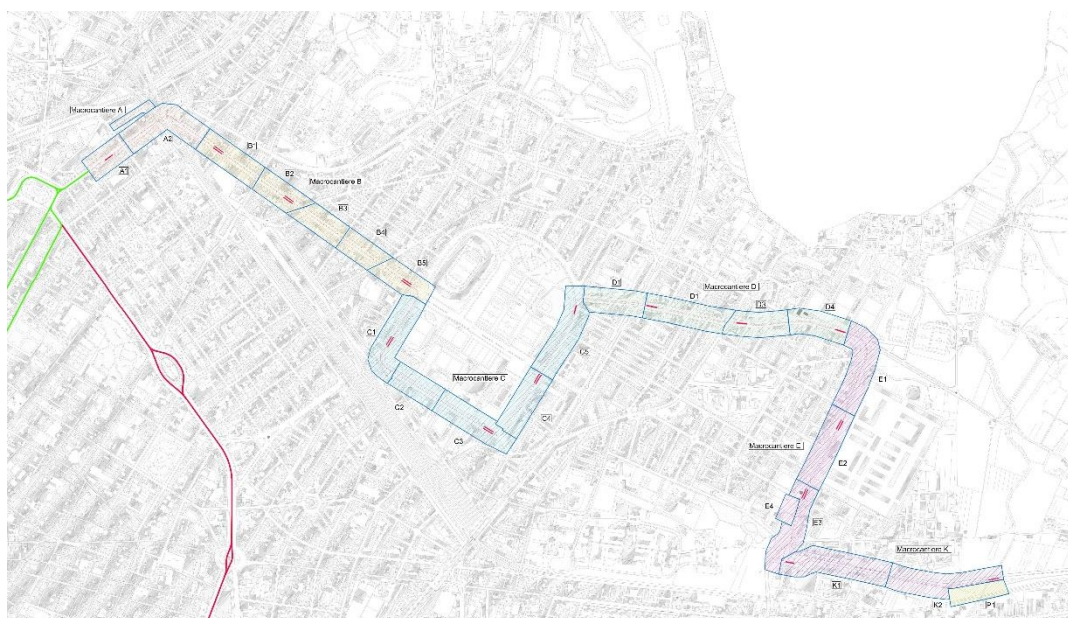 Macrocantiere A
A2
A1
B1
B2
Macrocantiere B
B3
B4
B5
C1
Macrocantiere C
C2
C3
C4
C5
D1
Macrocantiere D
D1
D3
D4
E1
Macrocantiere E
E2
E4
E3
Macrocantiere K
K1
K2
P1